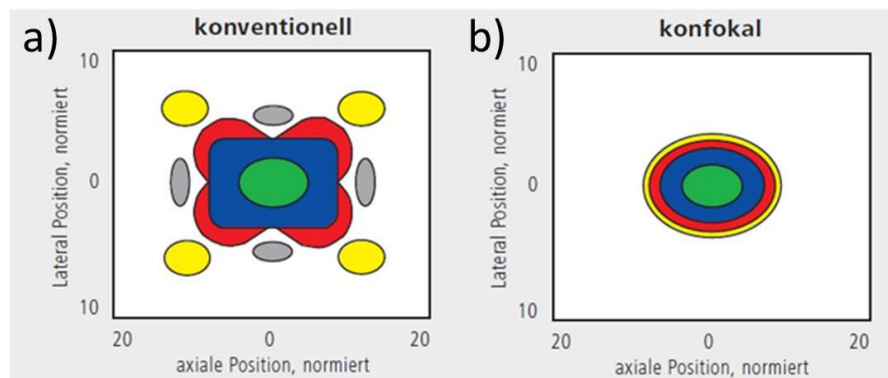 a)
konventionell
10
0
10
Lateral Position, normiert
20
0
20
axiale Position, normiert
b)
konfokal
10
0
10
Lateral Position, normiert
20
0
20
axiale Position, normiert